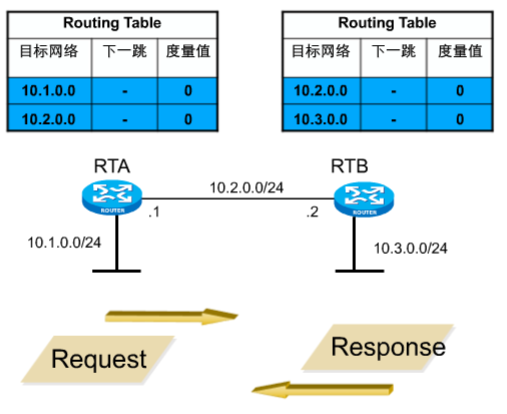 Routing Table
目标网络 下一跳 度量值
10.1.0.0 - 0
10.2.0.0 - 0
Routing Table
目标网络 下一跳 度量值
10.2.0.0 - 0
10.3.0.0 - 0
RTA
RTB
10.2.0.0/24
ROUTER
ROUTER
.1
.2
10.1.0.0/24
10.3.0.0/24
Request
Response